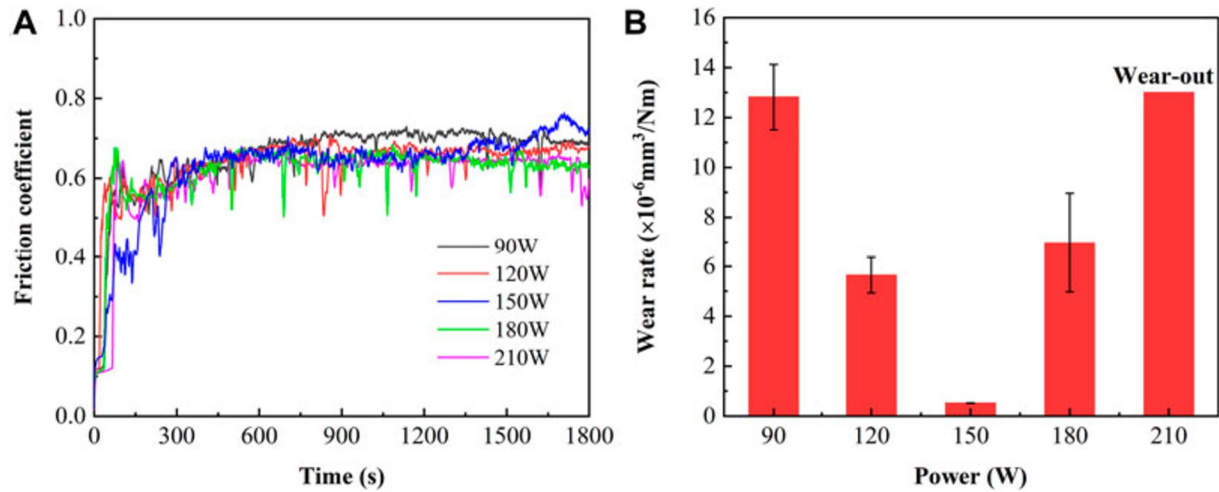 A
Friction coefficient
1.0
0.8
0.6
0.4
0.2
0.0
90W
120W
150W
180W
210W
0 300 600 900 1200 1500 1800
Time (s)
B
Wear rate (×10⁻⁶mm³/Nm)
16
14
12
10
8
6
4
2
0
Wear-out
90 120 150 180 210
Power (W)